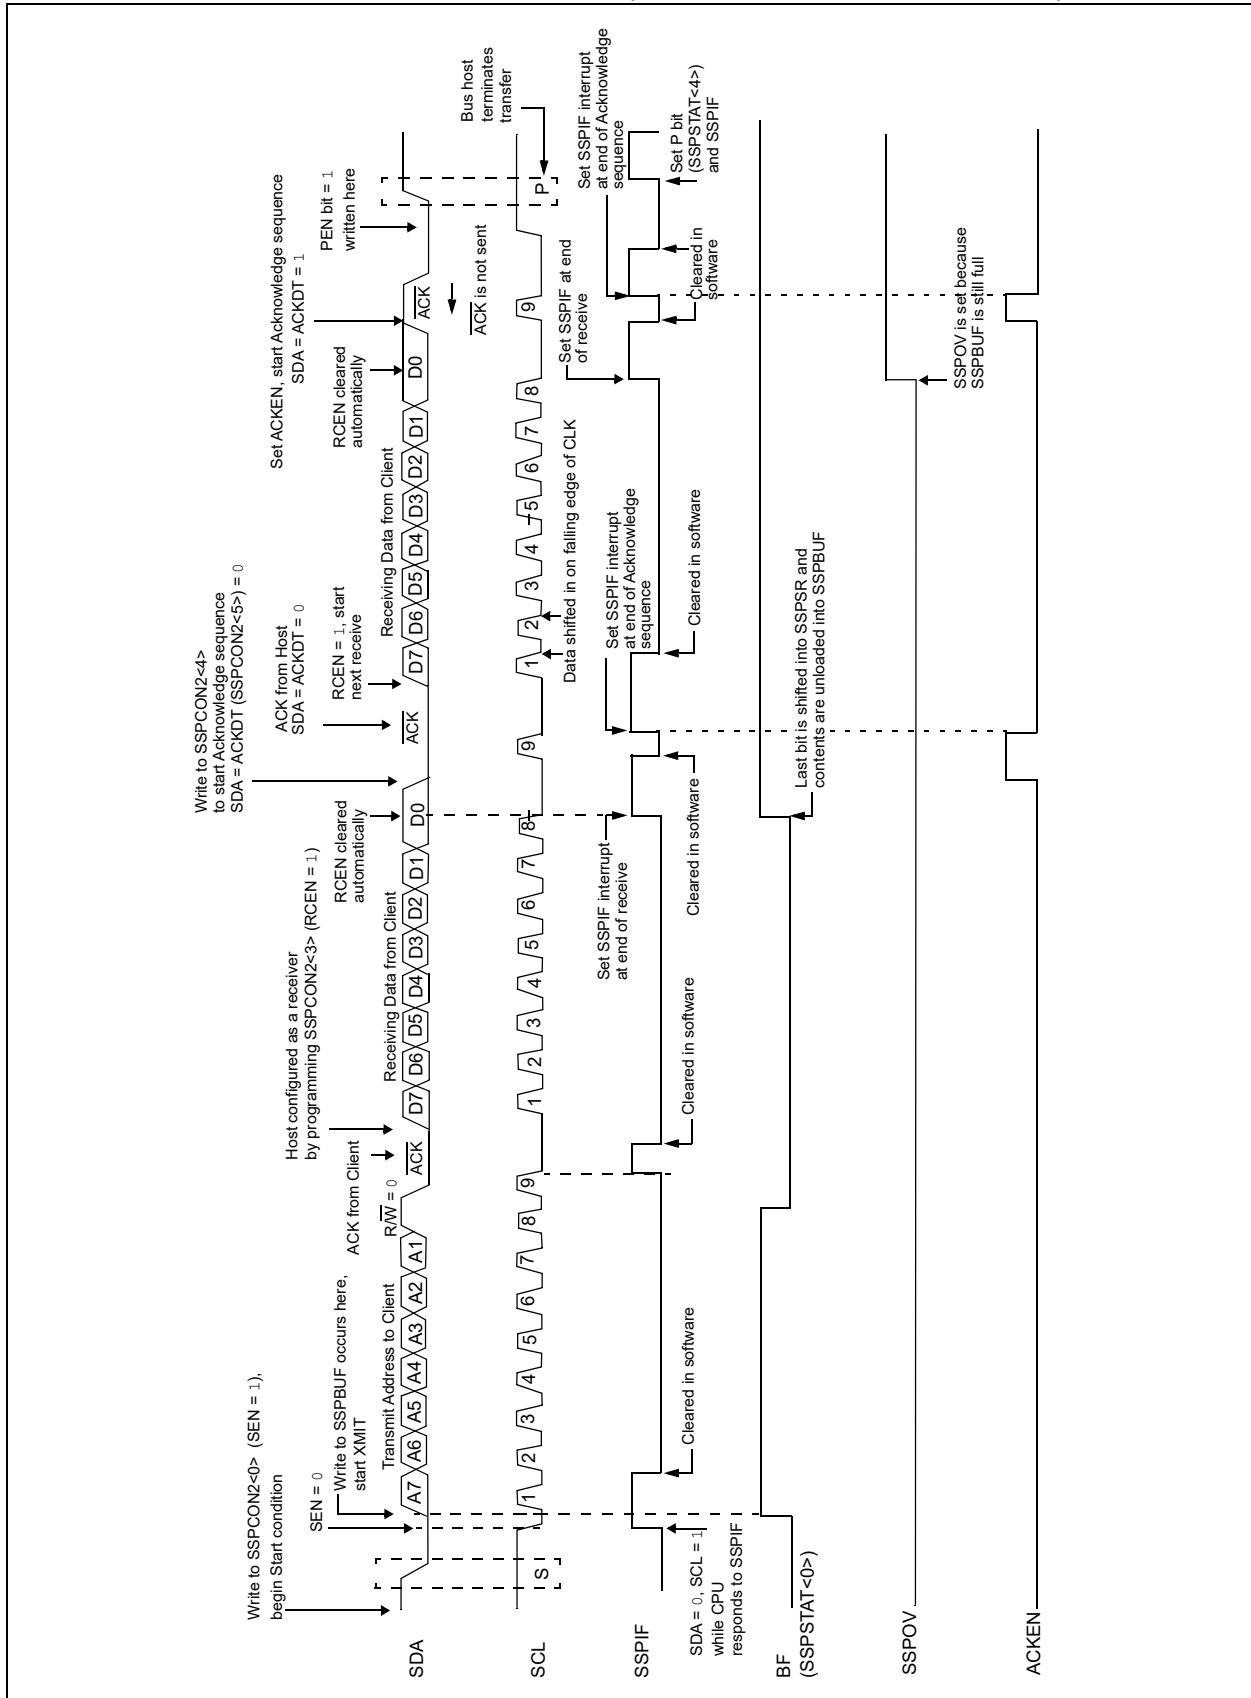 Write to SSPCON2<0> (SEN = 1),
begin Start condition
SEN = 0
Write to SSPBUF occurs here,
start XMIT
Transmit Address to Client
R/W = 0
ACK from Client
Host configured as a receiver
by programming SSPCON2<3> (RCEN = 1)
Receiving Data from Client
RCEN cleared
automatically
Write to SSPCON2<4>
to start Acknowledge sequence
SDA = ACKDT (SSPCON2<5>) = 0
ACK from Host
SDA = ACKDT = 0
RCEN = 1, start
next receive
Receiving Data from Client
RCEN cleared
automatically
Set ACKEN, start Acknowledge sequence
SDA = ACKDT = 1
PEN bit = 1
written here
SDA
A7 A6 A5 A4 A3 A2 A1
ACK
D7 D6 D5 D4 D3 D2 D1 D0
ACK
D7 D6 D5 D4 D3 D2 D1 D0
ACK
ACK is not sent
Bus host
terminates
transfer
SCL
S
1 2 3 4 5 6 7 8 9
1 2 3 4 5 6 7 8 9
1 2 3 4 5 6 7 8 9
P
Data shifted in on falling edge of CLK
Set SSPIF interrupt
at end of receive
Set SSPIF interrupt
at end of Acknowledge
sequence
Set SSPIF at end
of receive
Set SSPIF interrupt
at end of Acknowledge
sequence
SSPIF
SDA = 0, SCL = 1
while CPU
responds to SSPIF
Cleared in software
Cleared in software
Cleared in software
Cleared in software
Cleared in
software
Set P bit
(SSPSTAT<4>)
and SSPIF
BF
(SSPSTAT<0>)
Last bit is shifted into SSPSR and
contents are unloaded into SSPBUF
SSPOV
SSPOV is set because
SSPBUF is still full
ACKEN